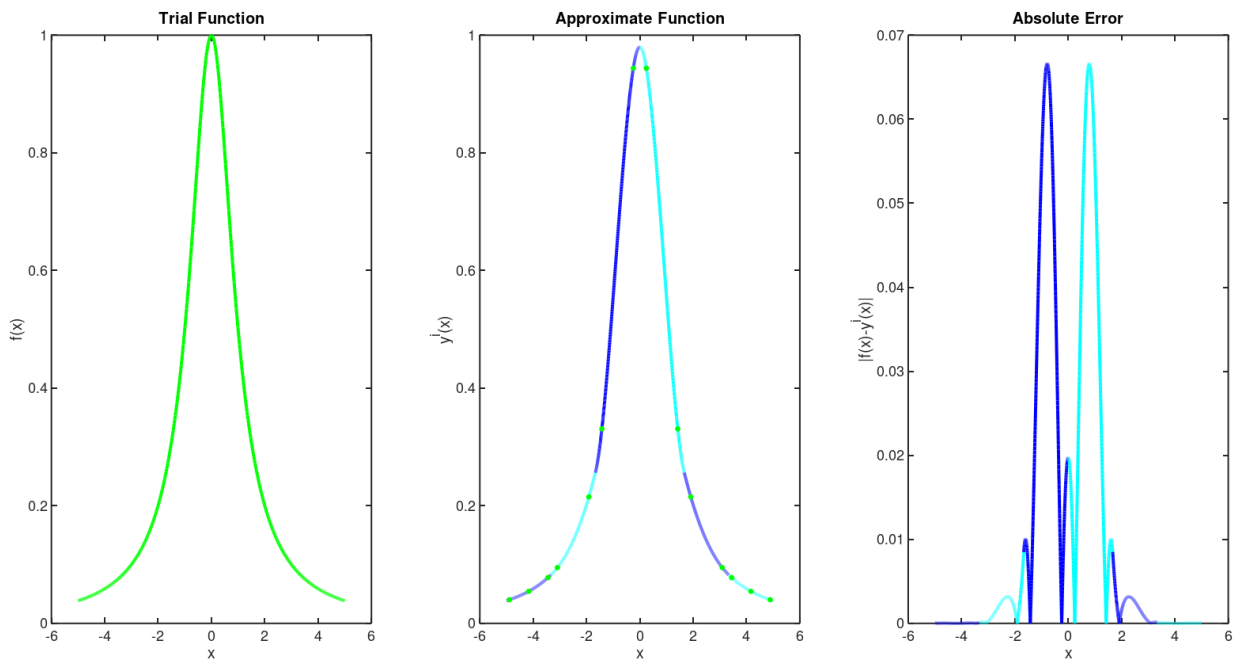 Trial Function
1
0.8
0.6
0.4
0.2
0
-6 -4 -2 0 2 4 6
f(x)
x
Approximate Function
1
0.8
0.6
0.4
0.2
0
-6 -4 -2 0 2 4 6
yⁱ(x)
x
Absolute Error
0.07
0.06
0.05
0.04
0.03
0.02
0.01
0
-6 -4 -2 0 2 4 6
|f(x)-yⁱ(x)|
x